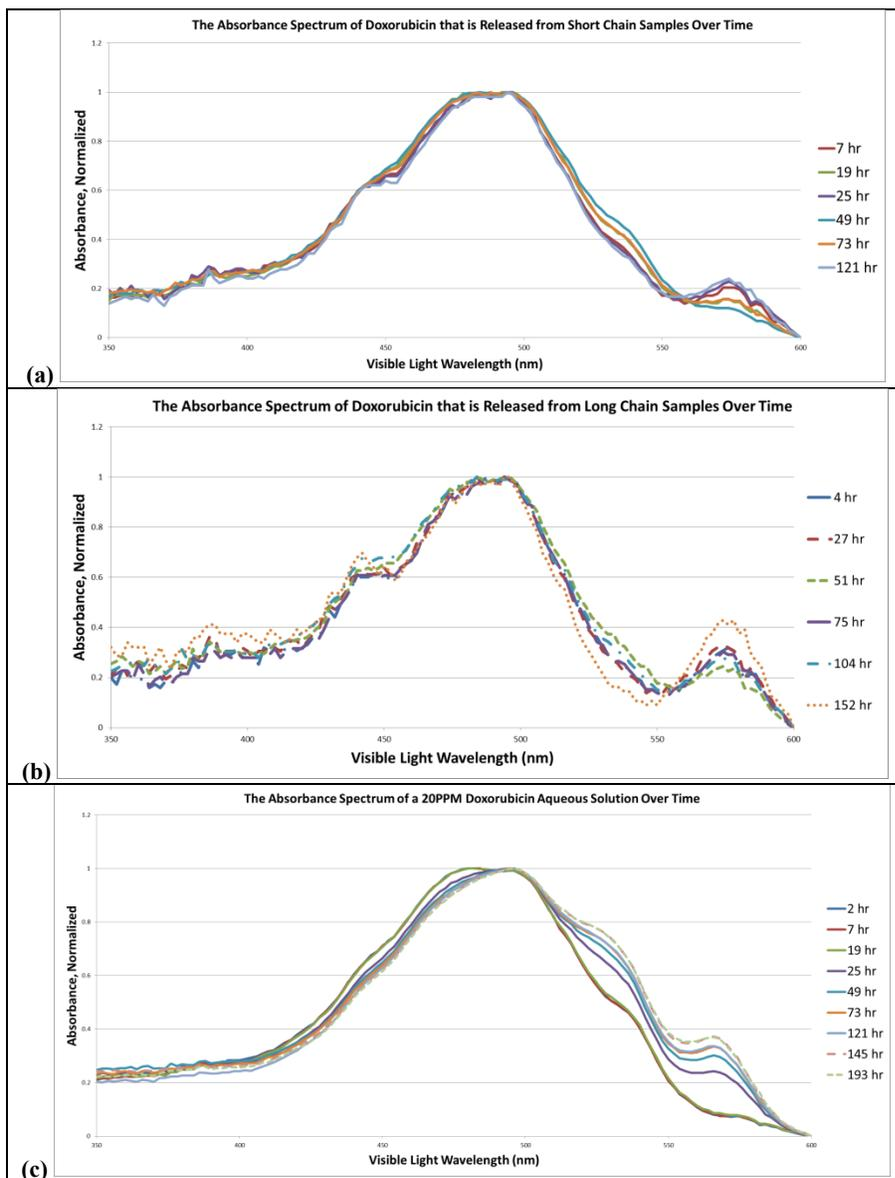 The Absorbance Spectrum of Doxorubicin that is Released from Short Chain Samples Over Time
1.2
1
0.8
0.6
0.4
0.2
0
Absorbance, Normalized
350
400
450
500
550
600
Visible Light Wavelength (nm)
7 hr
19 hr
25 hr
49 hr
73 hr
121 hr
(a)
The Absorbance Spectrum of Doxorubicin that is Released from Long Chain Samples Over Time
1.2
1
0.8
0.6
0.4
0.2
0
Absorbance, Normalized
350
400
450
500
550
600
Visible Light Wavelength (nm)
4 hr
27 hr
51 hr
75 hr
104 hr
152 hr
(b)
The Absorbance Spectrum of a 20PPM Doxorubicin Aqueous Solution Over Time
1.2
1
0.8
0.6
0.4
0.2
0
Absorbance, Normalized
350
400
450
500
550
600
Visible Light Wavelength (nm)
2 hr
7 hr
19 hr
25 hr
49 hr
73 hr
121 hr
145 hr
193 hr
(c)